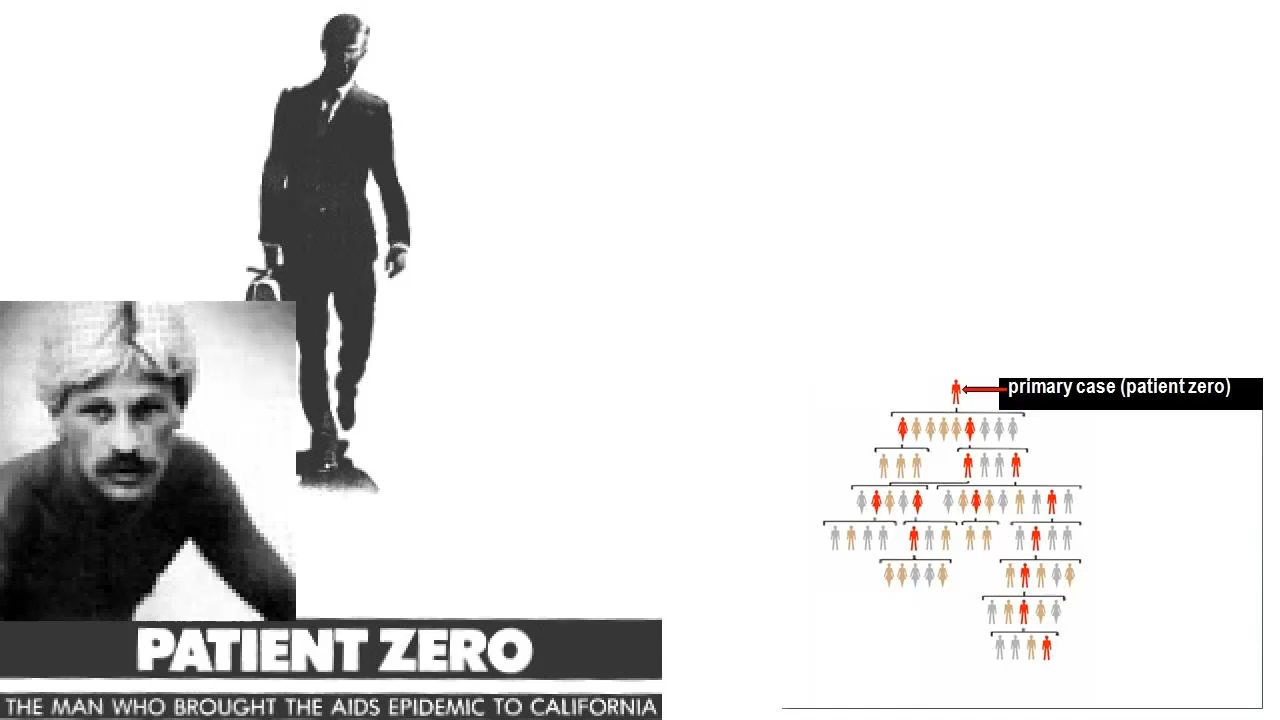 primary case (patient zero)
PATIENT ZERO
THE MAN WHO BROUGHT THE AIDS EPIDEMIC TO CALIFORNIA